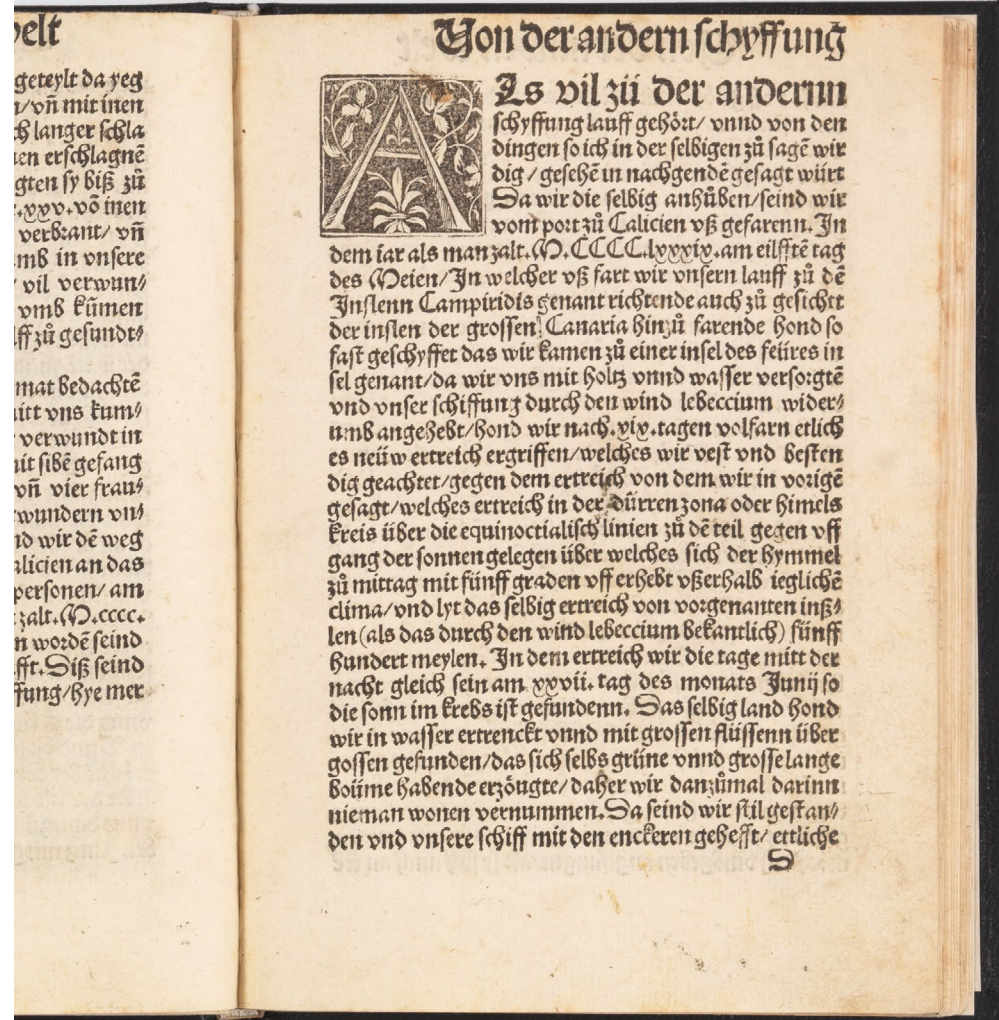 velt
geteylt da yeg
n/vn̄ mit inen
ch langer schla
nen erschlagnē
gten sy biß zů
.xxv.vō inen
verbrant/ vn̄
mb in vnsere
vil verwun/
vmb kūmen
lff zů gesundt/
mat bedachtē
itt vns kum/
verwundt in
it sibē gefang
vn̄ vier frau/
wundern vn/
nd wir dē weg
alicien an das
personen/ am
zalt.M.cccc.
n wordē seind
fft.Diß seind
ffung/hye mer
Von der andern schyffung
Als vil zů der andernn
schyffung lauff gehört/ vnnd von den
dingen so ich in der selbigen zů sagē wir
dig/gesehē in nachgendē gesagt würt
Da wir die selbig anhůben/seind wir
vom port zů Calicien vß gefarenn.In
dem iar als man zalt.M.CCCC.lxxxix.am eilfftē tag
des Meien/In welcher vß fart wir vnsern lauff zů dē
Inslenn Campiridis genant richtende auch zů gesichtt
der inslen der grossen Canaria hinzů farende hond so
fast geschyffet das wir kamen zů einer insel des feüres in
sel genant/da wir vns mit holtz vnnd wasser versorgtē
vnd vnser schiffung durch den wind lebeccium wider/
umb angehebt/hond wir nach.xix.tagen volfarn etlich
es neüw ertreich ergriffen/welches wir vest vnd besten
dig geachtet/gegen dem ertreich von dem wir in vorigē
gesagt/welches ertreich in der dürren zona oder himels
kreis über die equinoctialisch linien zů dē teil gegen vff
gang der sonnen gelegen über welches sich der hymmel
zů mittag mit fünff graden vff erhebt vßerhalb ieglichē
clima/vnd lyt das selbig ertreich von vorgenanten inß/
len(als das durch den wind lebeccium bekantlich) fünff
hundert meylen. In dem ertreich wir die tage mitt der
nacht gleich sein am.xxvii.tag des monats Junij so
die sonn im krebs ist gefundenn. Das selbig land hond
wir in wasser ertrenckt vnnd mit grossen flüssenn über
gossen gefunden/das sich selbs grüne vnnd grosse lange
boüme habende erzöugte/daher wir danzůmal darinn
nieman wonen vernummen.Da seind wir stil gestan/
den vnd vnsere schiff mit den enckeren gehefft/ ettliche
D